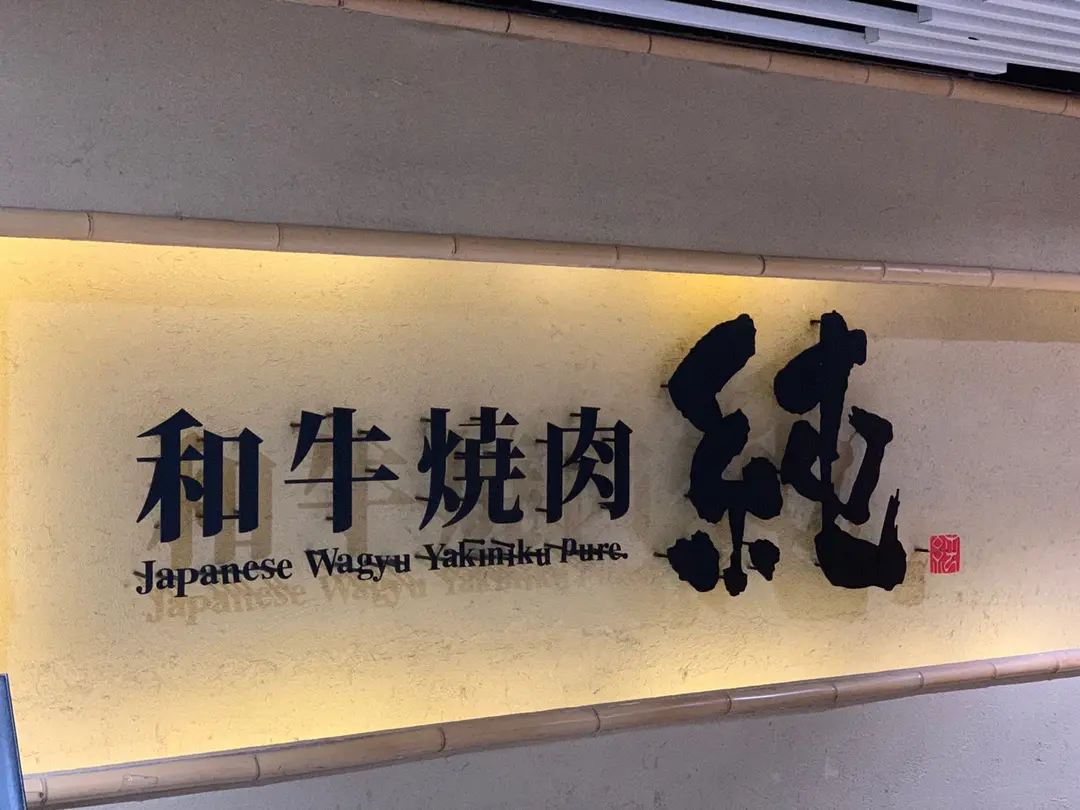 和牛焼肉 純
Japanese Wagyu Yakiniku Pure.